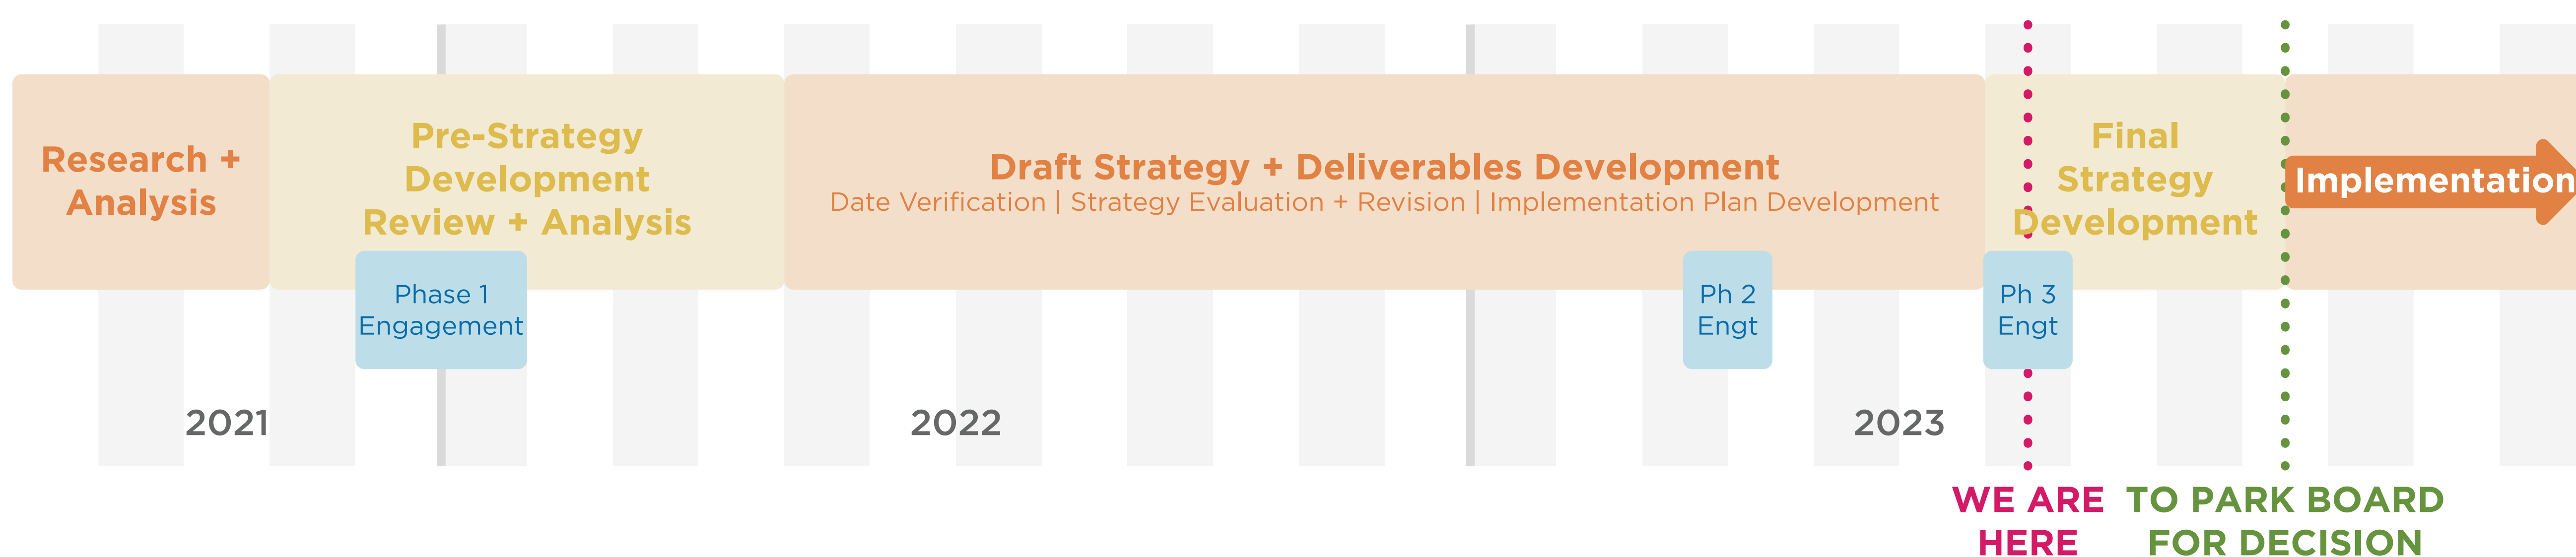 Research +
Analysis
Pre-Strategy
Development
Review + Analysis
Phase 1
Engagement
Draft Strategy + Deliverables Development
Date Verification | Strategy Evaluation + Revision | Implementation Plan Development
Ph 2
Engt
Final
Strategy
Development
Ph 3
Engt
Implementation
2021
2022
2023
WE ARE
HERE
TO PARK BOARD
FOR DECISION